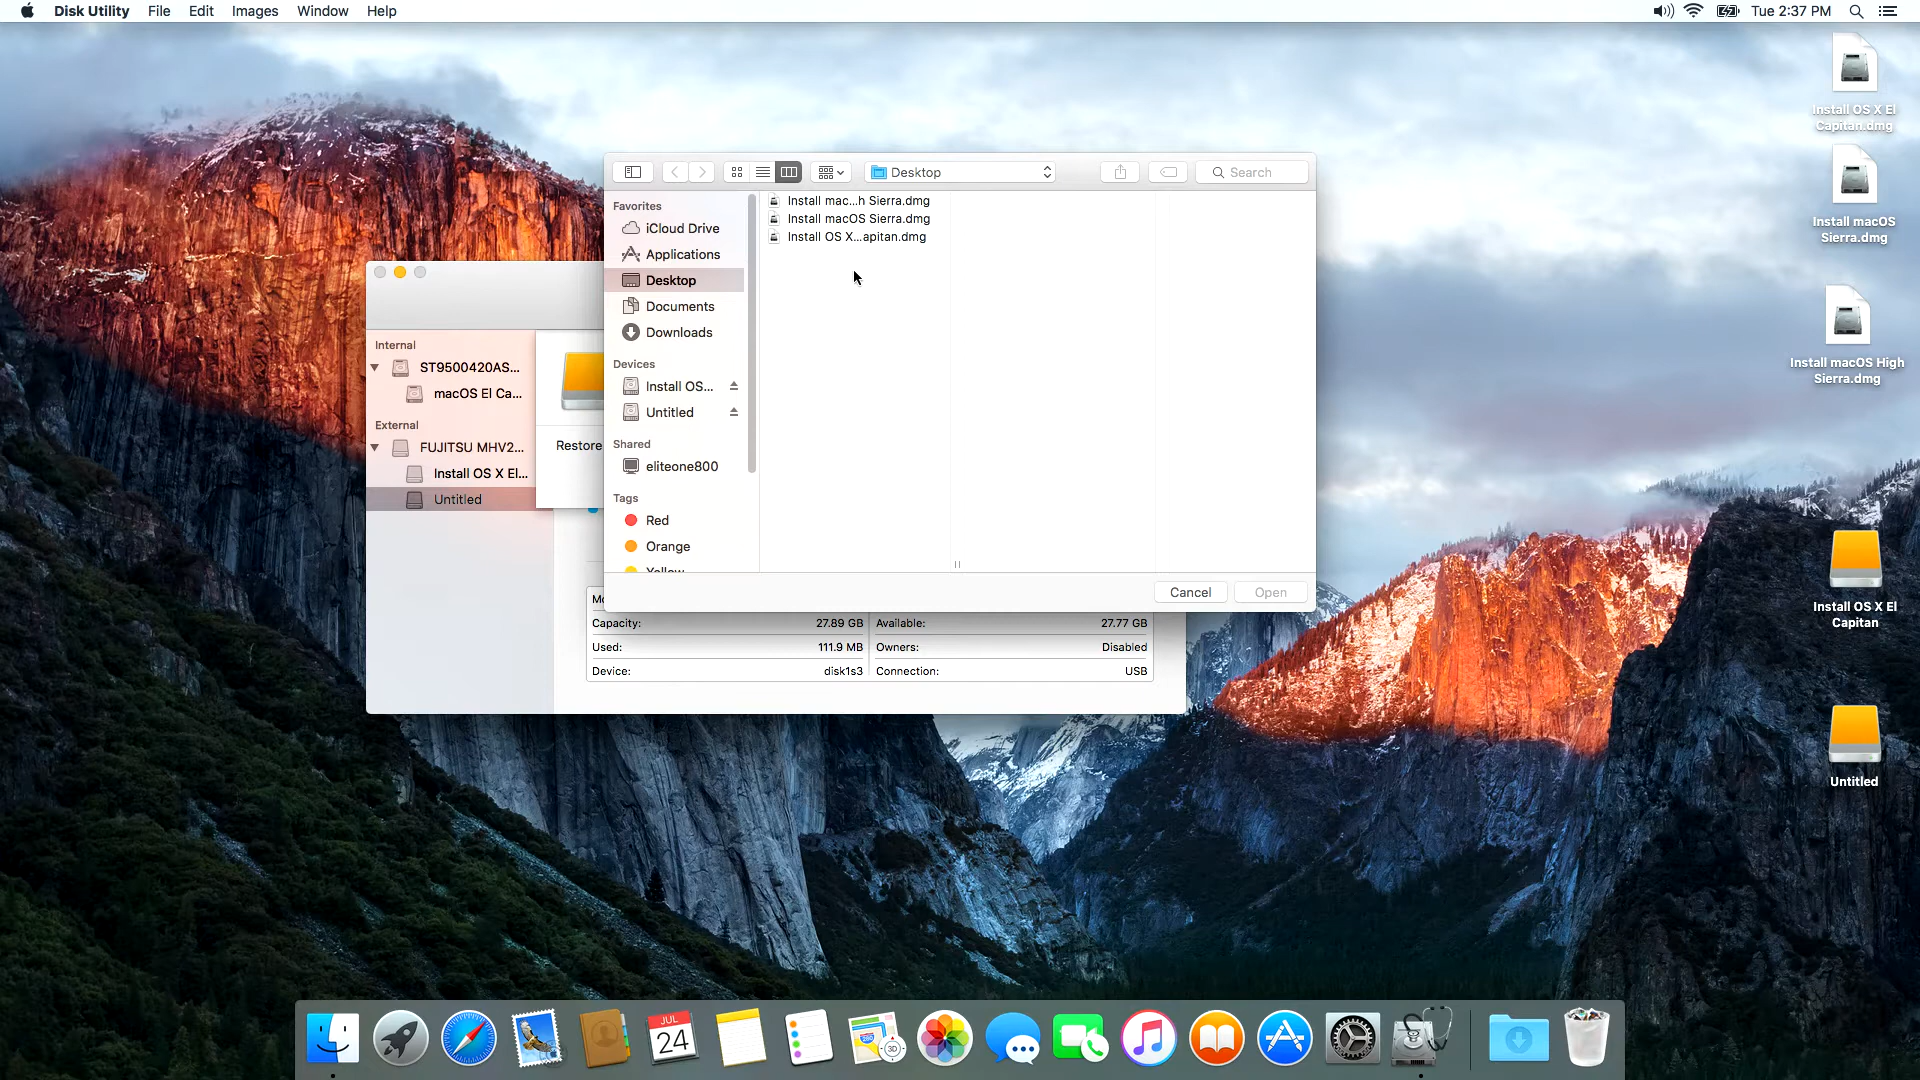 Disk Utility File Edit Images Window Help Tue 2:37 PM
Install OS X El
Capitan.dmg
Install macOS
Sierra.dmg
Install macOS High
Sierra.dmg
Install OS X El
Capitan
Untitled
Desktop
Search
Favorites
iCloud Drive
Applications
Desktop
Documents
Downloads
Devices
Install OS...
Untitled
Shared
eliteone800
Tags
Red
Orange
Yellow
Install mac...h Sierra.dmg
Install macOS Sierra.dmg
Install OS X...apitan.dmg
Cancel
Open
Internal
ST9500420AS...
macOS El Ca...
External
FUJITSU MHV2...
Install OS X El...
Untitled
Restore
Capacity: 27.89 GB Available: 27.77 GB
Used: 111.9 MB Owners: Disabled
Device: disk1s3 Connection: USB
JUL
24
280
3D